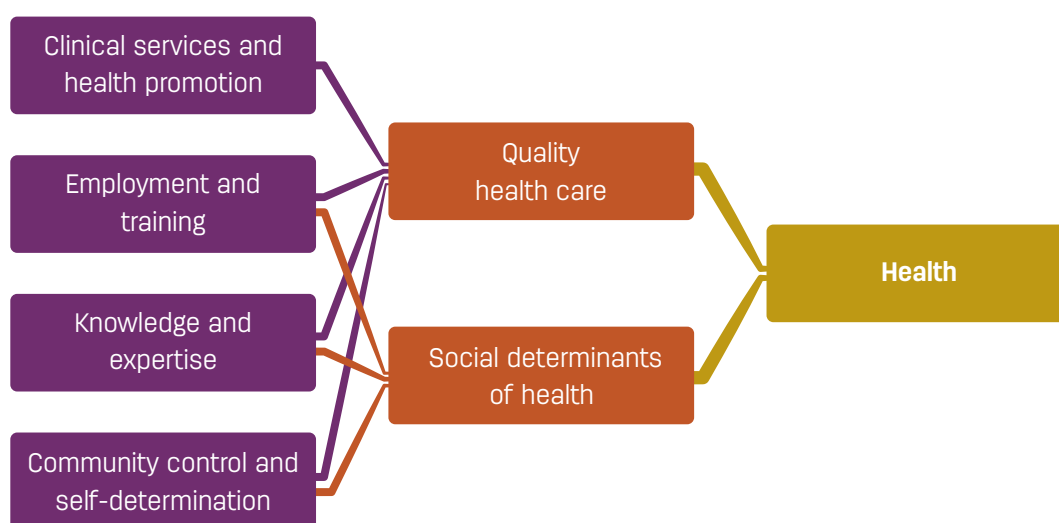 Clinical services and
health promotion
Employment and
training
Knowledge and
expertise
Community control and
self-determination
Quality
health care
Social determinants
of health
Health